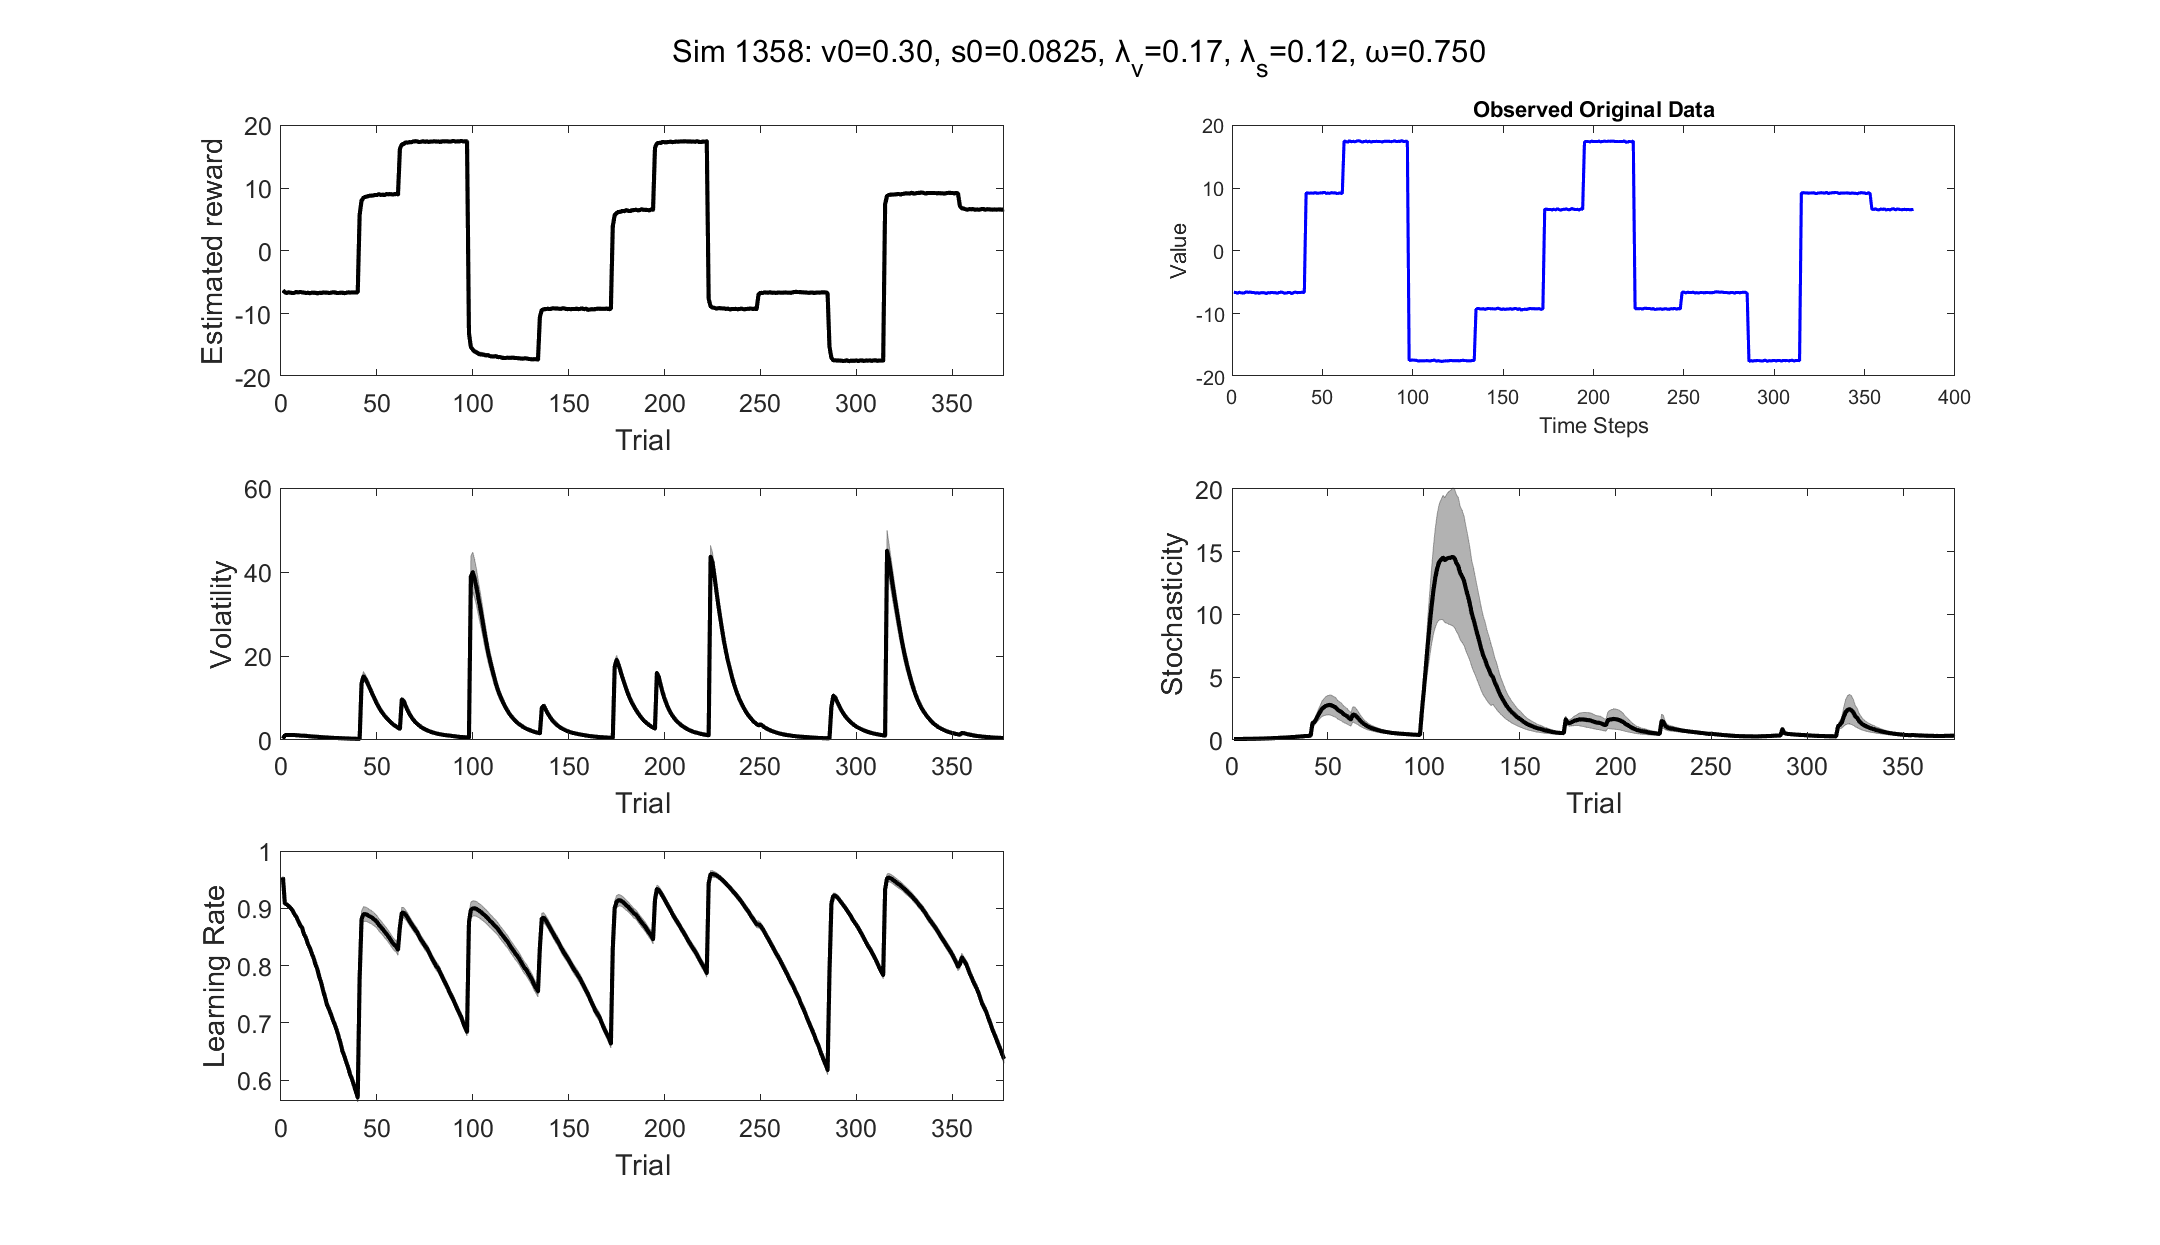 Sim 1358: v0=0.30, s0=0.0825, λ_v=0.17, λ_s=0.12, ω=0.750
20
10
0
-10
-20
Estimated reward
0 50 100 150 200 250 300 350
Trial
Observed Original Data
20
10
0
-10
-20
Value
0 50 100 150 200 250 300 350 400
Time Steps
60
40
20
0
Volatility
0 50 100 150 200 250 300 350
Trial
20
15
10
5
0
Stochasticity
0 50 100 150 200 250 300 350
Trial
1
0.9
0.8
0.7
0.6
Learning Rate
0 50 100 150 200 250 300 350
Trial